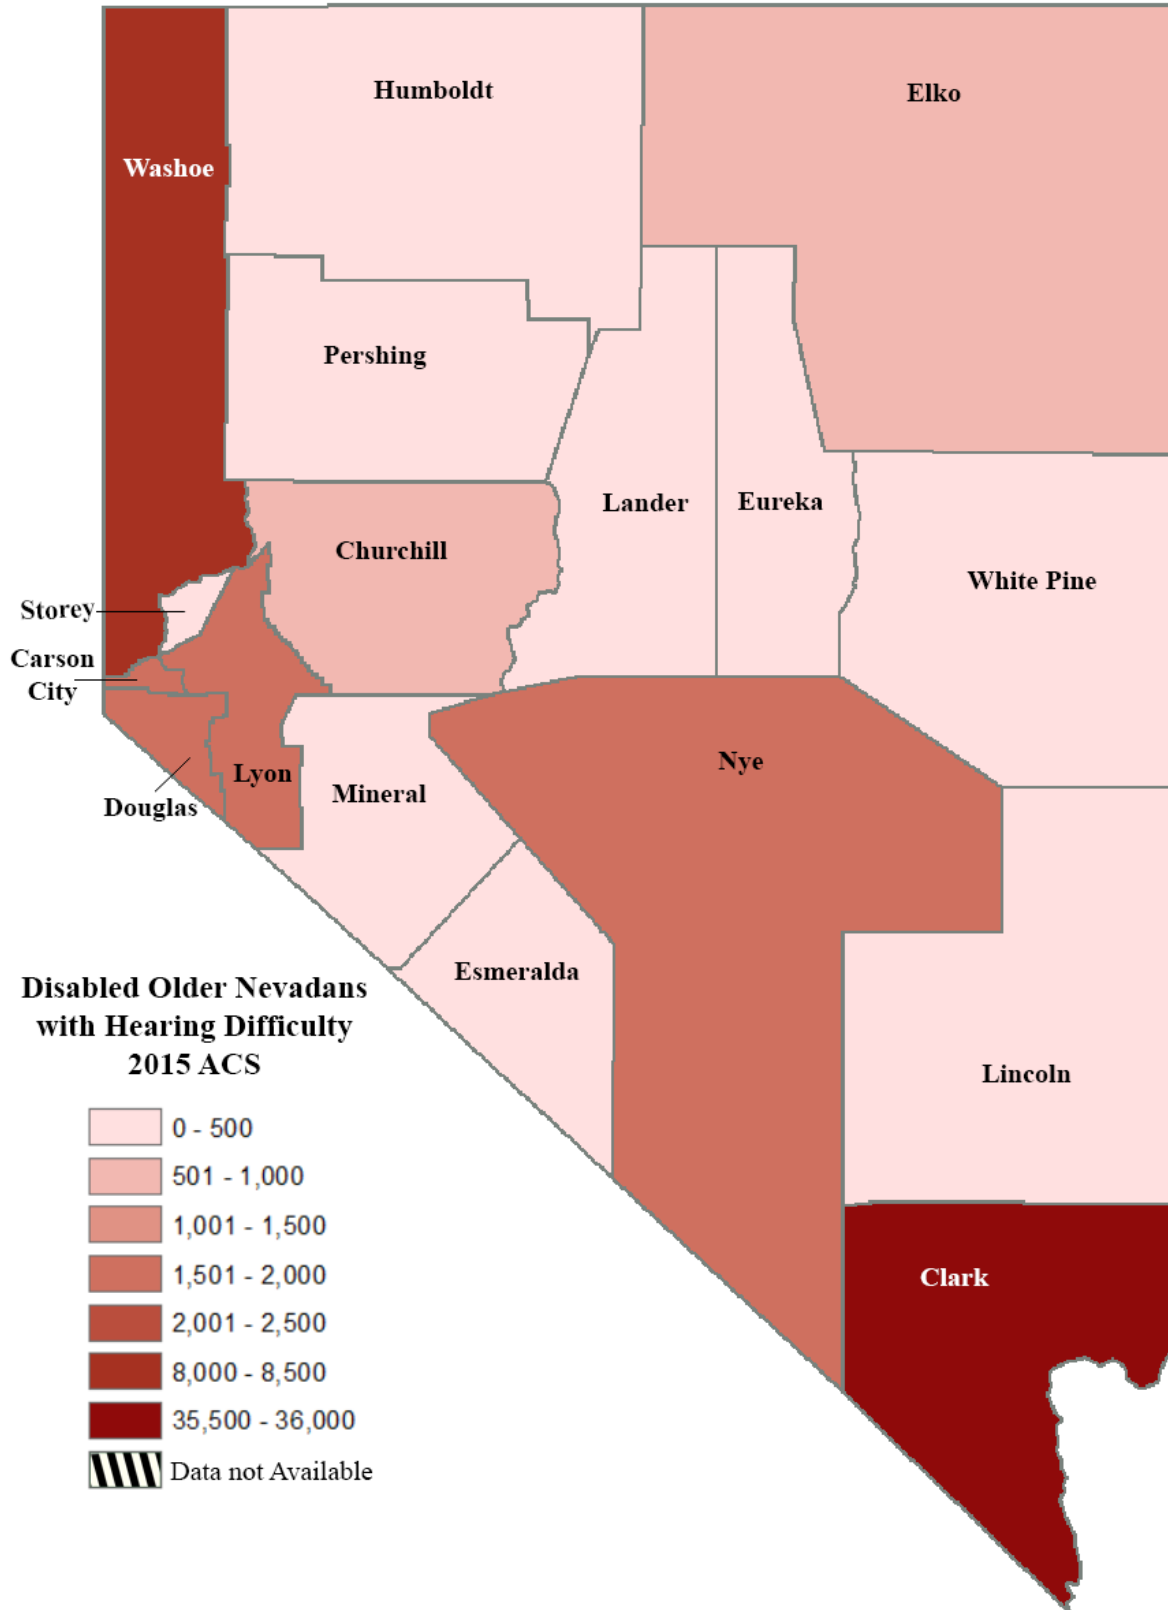 Humboldt
Elko
Washoe
Pershing
Lander
Eureka
Churchill
White Pine
Storey
Carson
City
Nye
Lyon
Mineral
Douglas
Esmeralda
Lincoln
Clark
Disabled Older Nevadans
with Hearing Difficulty
2015 ACS
0 - 500
501 - 1,000
1,001 - 1,500
1,501 - 2,000
2,001 - 2,500
8,000 - 8,500
35,500 - 36,000
Data not Available